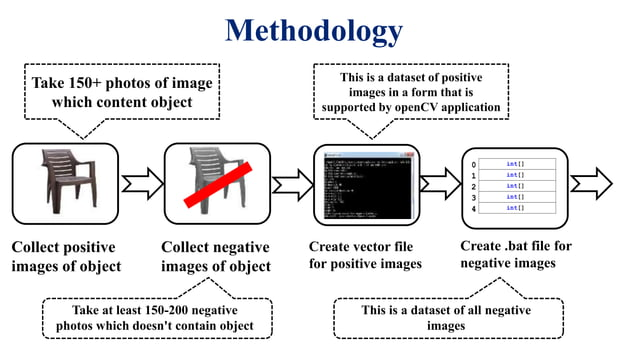 Methodology
Take 150+ photos of image
which content object
This is a dataset of positive
images in a form that is
supported by openCV application
0 int[]
1 int[]
2 int[]
3 int[]
4 int[]
Collect positive
images of object
Collect negative
images of object
Create vector file
for positive images
Create .bat file for
negative images
Take at least 150-200 negative
photos which doesn't contain object
This is a dataset of all negative
images